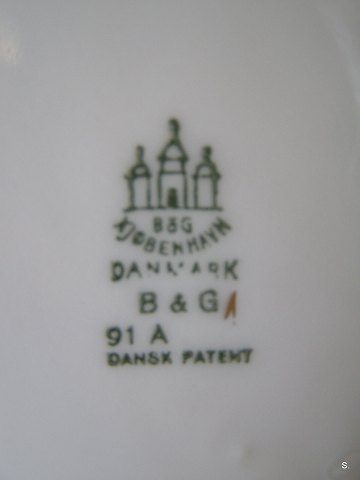 B&G
KJØBENHAVN
DANMARK
B & G
91 A
DANSK PATENT
S.